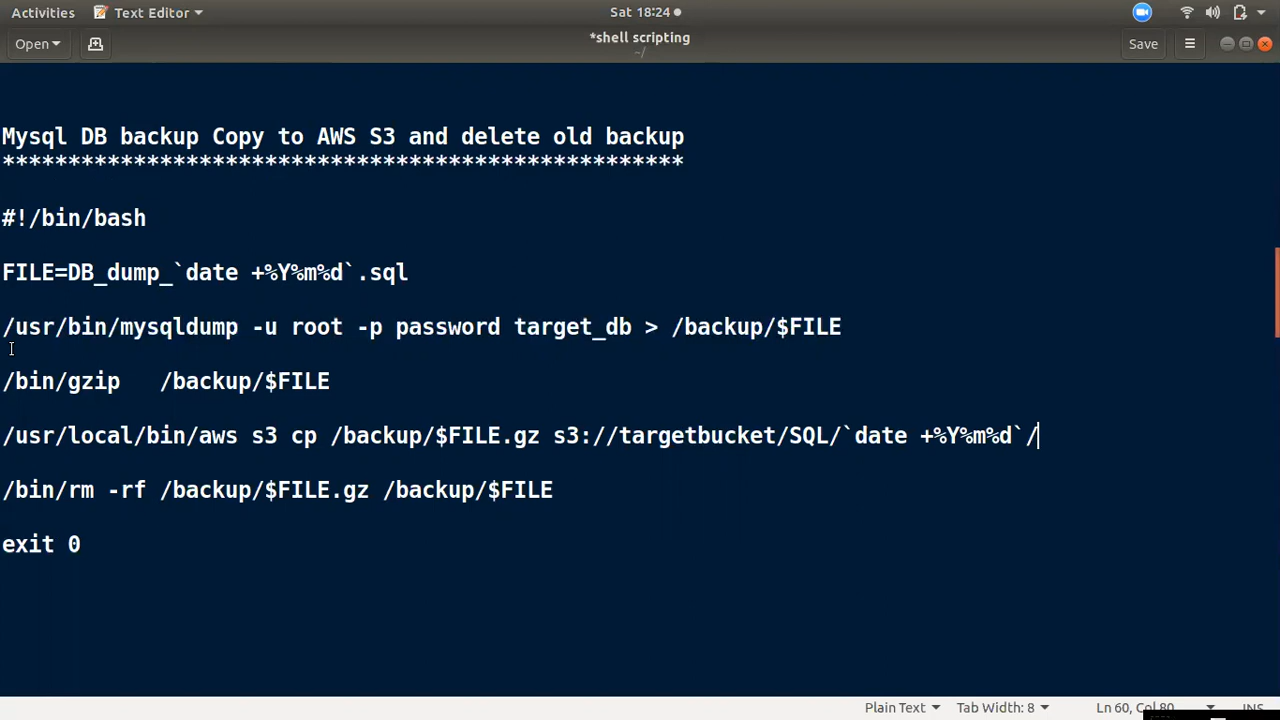 Activities Text Editor Sat 18:24
Open *shell scripting Save
~/
Mysql DB backup Copy to AWS S3 and delete old backup
****************************************************
#!/bin/bash
FILE=DB_dump_`date +%Y%m%d`.sql
/usr/bin/mysqldump -u root -p password target_db > /backup/$FILE
/bin/gzip   /backup/$FILE
/usr/local/bin/aws s3 cp /backup/$FILE.gz s3://targetbucket/SQL/`date +%Y%m%d`/
/bin/rm -rf /backup/$FILE.gz /backup/$FILE
exit 0
Plain Text Tab Width: 8 Ln 60, Col 80 INS